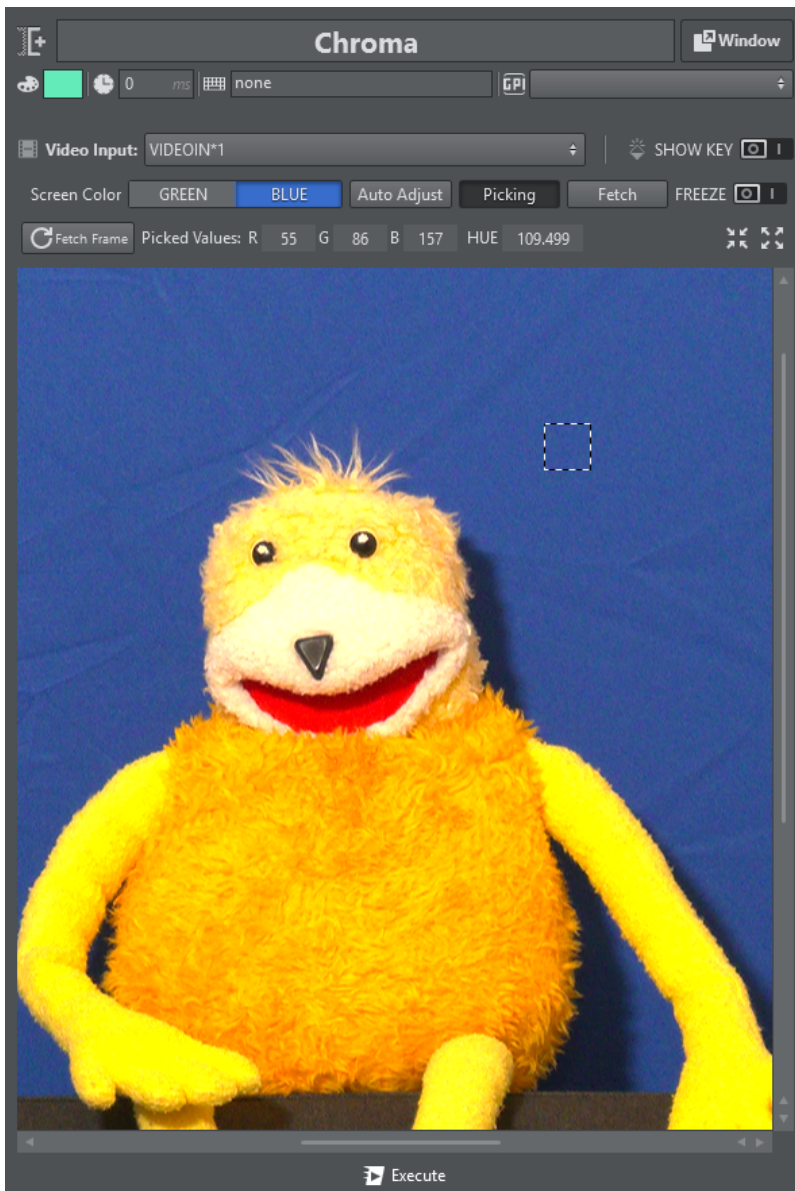 Chroma
Window
0 ms none GPI
Video Input: VIDEOIN*1 SHOW KEY
Screen Color GREEN BLUE Auto Adjust Picking Fetch FREEZE
Fetch Frame Picked Values: R 55 G 86 B 157 HUE 109.499
Execute